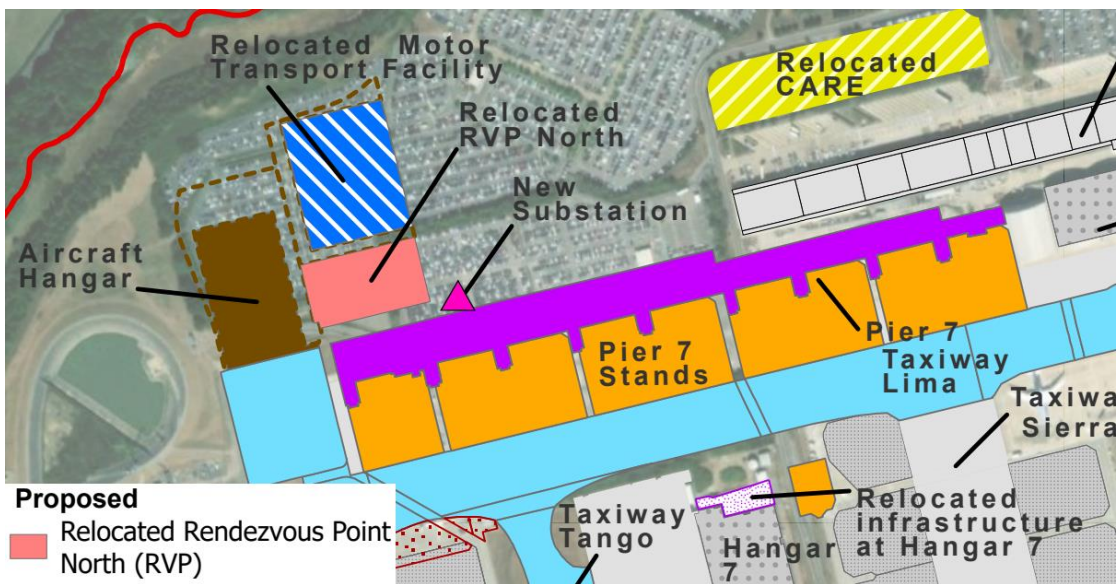 Relocated Motor
Transport Facility
Relocated
CARE
Relocated
RVP North
New
Substation
Aircraft
Hangar
Pier 7
Stands
Pier 7
Taxiway
Lima
Taxiwa
Sierra
Taxiway
Tango
Hangar
7
Relocated
infrastructure
at Hangar 7
Proposed
Relocated Rendezvous Point
North (RVP)